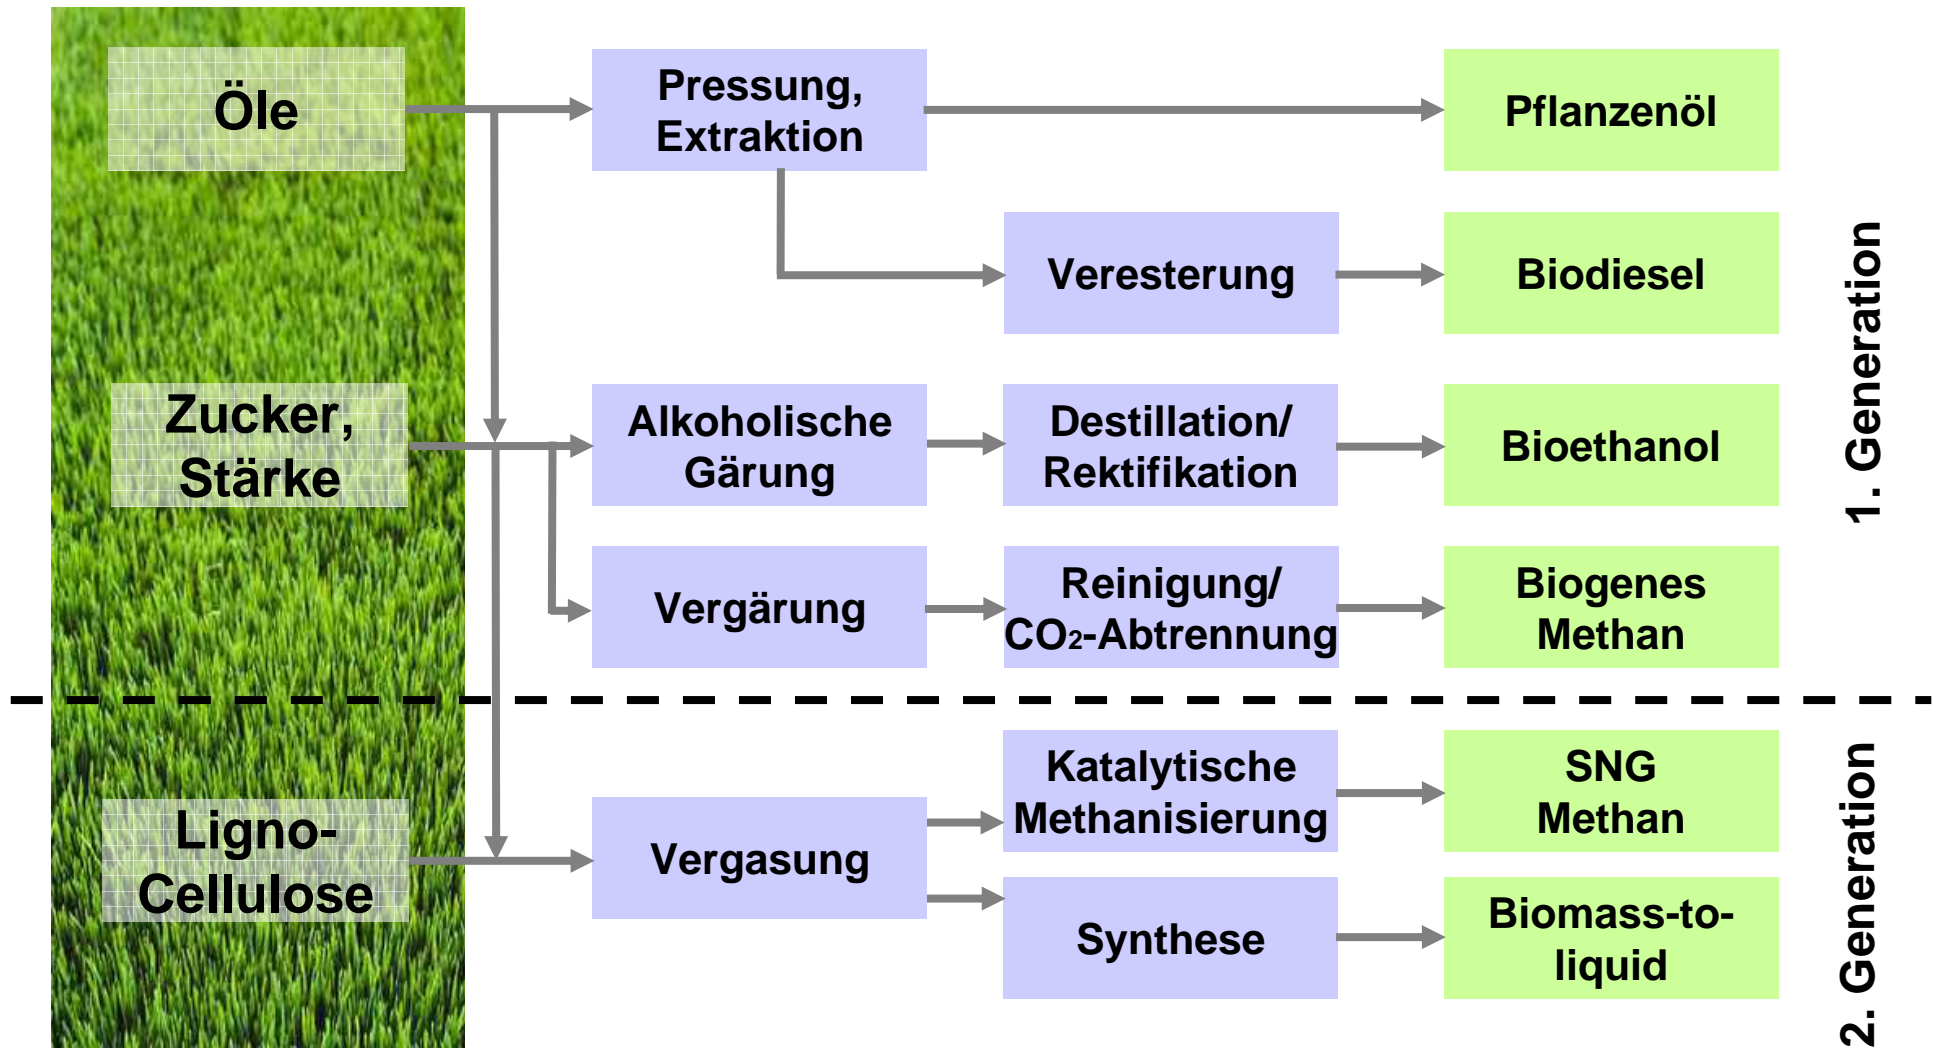 Öle
Pressung,
Extraktion
Pflanzenöl
Veresterung
Biodiesel
Zucker,
Stärke
Alkoholische
Gärung
Destillation/
Rektifikation
Bioethanol
Vergärung
Reinigung/
CO₂-Abtrennung
Biogenes
Methan
1. Generation
Ligno-
Cellulose
Vergasung
Katalytische
Methanisierung
SNG
Methan
Synthese
Biomass-to-
liquid
2. Generation